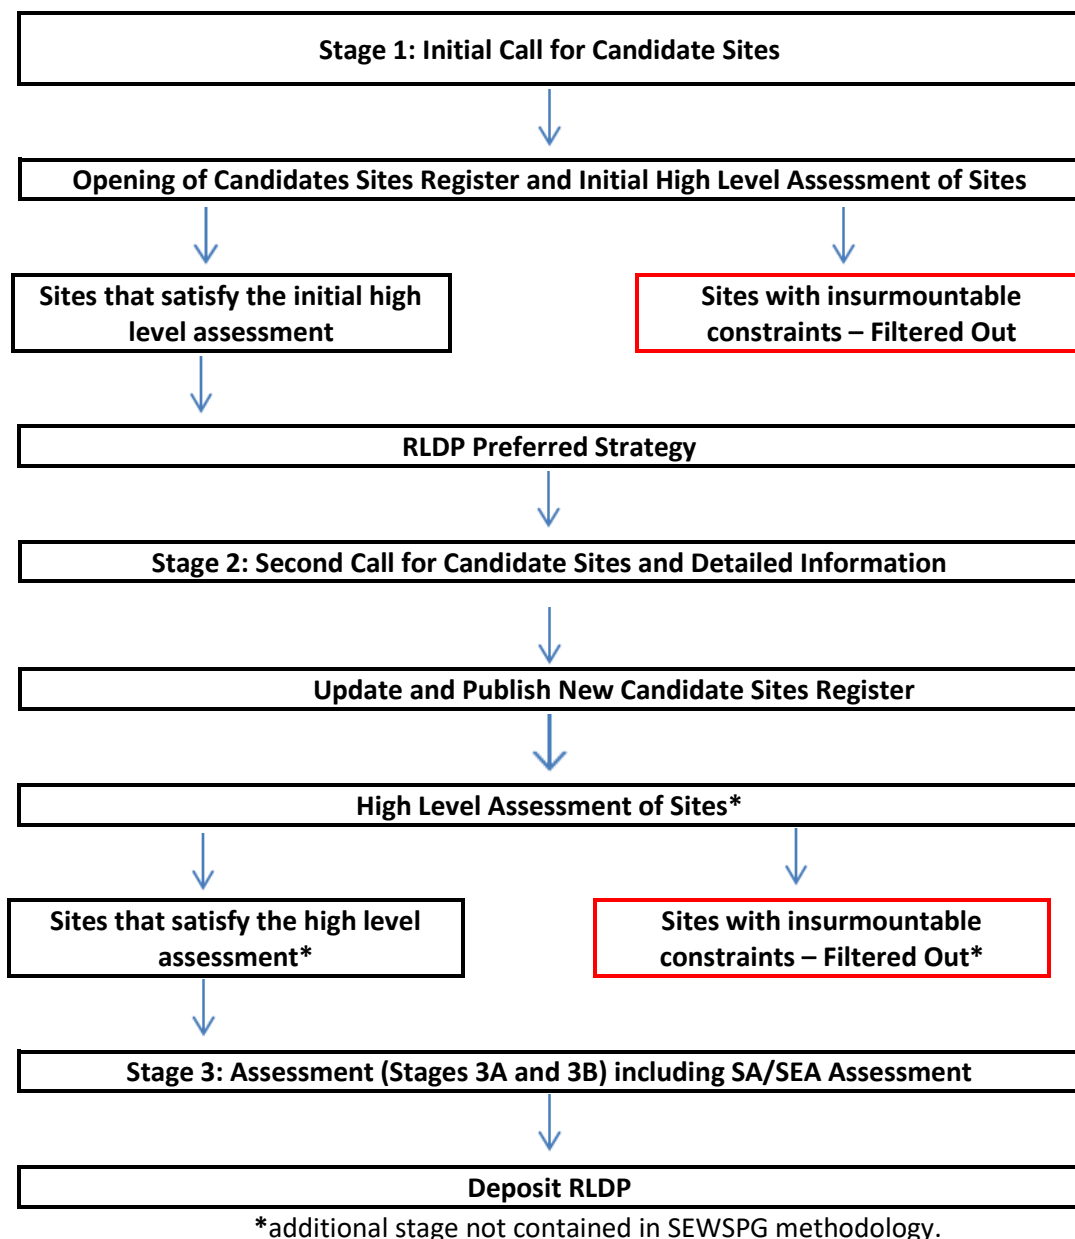 Stage 1: Initial Call for Candidate Sites
Opening of Candidates Sites Register and Initial High Level Assessment of Sites
Sites that satisfy the initial high
level assessment
Sites with insurmountable
constraints – Filtered Out
RLDP Preferred Strategy
Stage 2: Second Call for Candidate Sites and Detailed Information
Update and Publish New Candidate Sites Register
High Level Assessment of Sites*
Sites that satisfy the high level
assessment*
Sites with insurmountable
constraints – Filtered Out*
Stage 3: Assessment (Stages 3A and 3B) including SA/SEA Assessment
Deposit RLDP
*additional stage not contained in SEWSPG methodology.